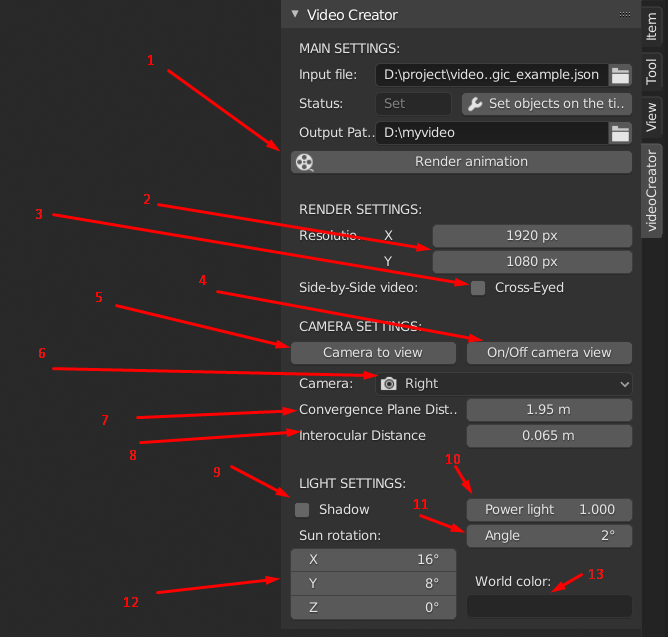 Video Creator
MAIN SETTINGS:
Input file: D:\project\video..gic_example.json
Status: Set Set objects on the ti..
Output Pat.. D:\myvideo
1
Render animation
2
RENDER SETTINGS:
3
Resolutio. X 1920 px
Y 1080 px
4
Side-by-Side video: Cross-Eyed
5
CAMERA SETTINGS:
Camera to view On/Off camera view
6
Camera: Right
7
Convergence Plane Dist.. 1.95 m
8
Interocular Distance 0.065 m
9
10
LIGHT SETTINGS:
11
Shadow Power light 1.000
Sun rotation: Angle 2°
X 16°
Y 8° World color: 13
12
Z 0°
Item
Tool
View
videoCreator